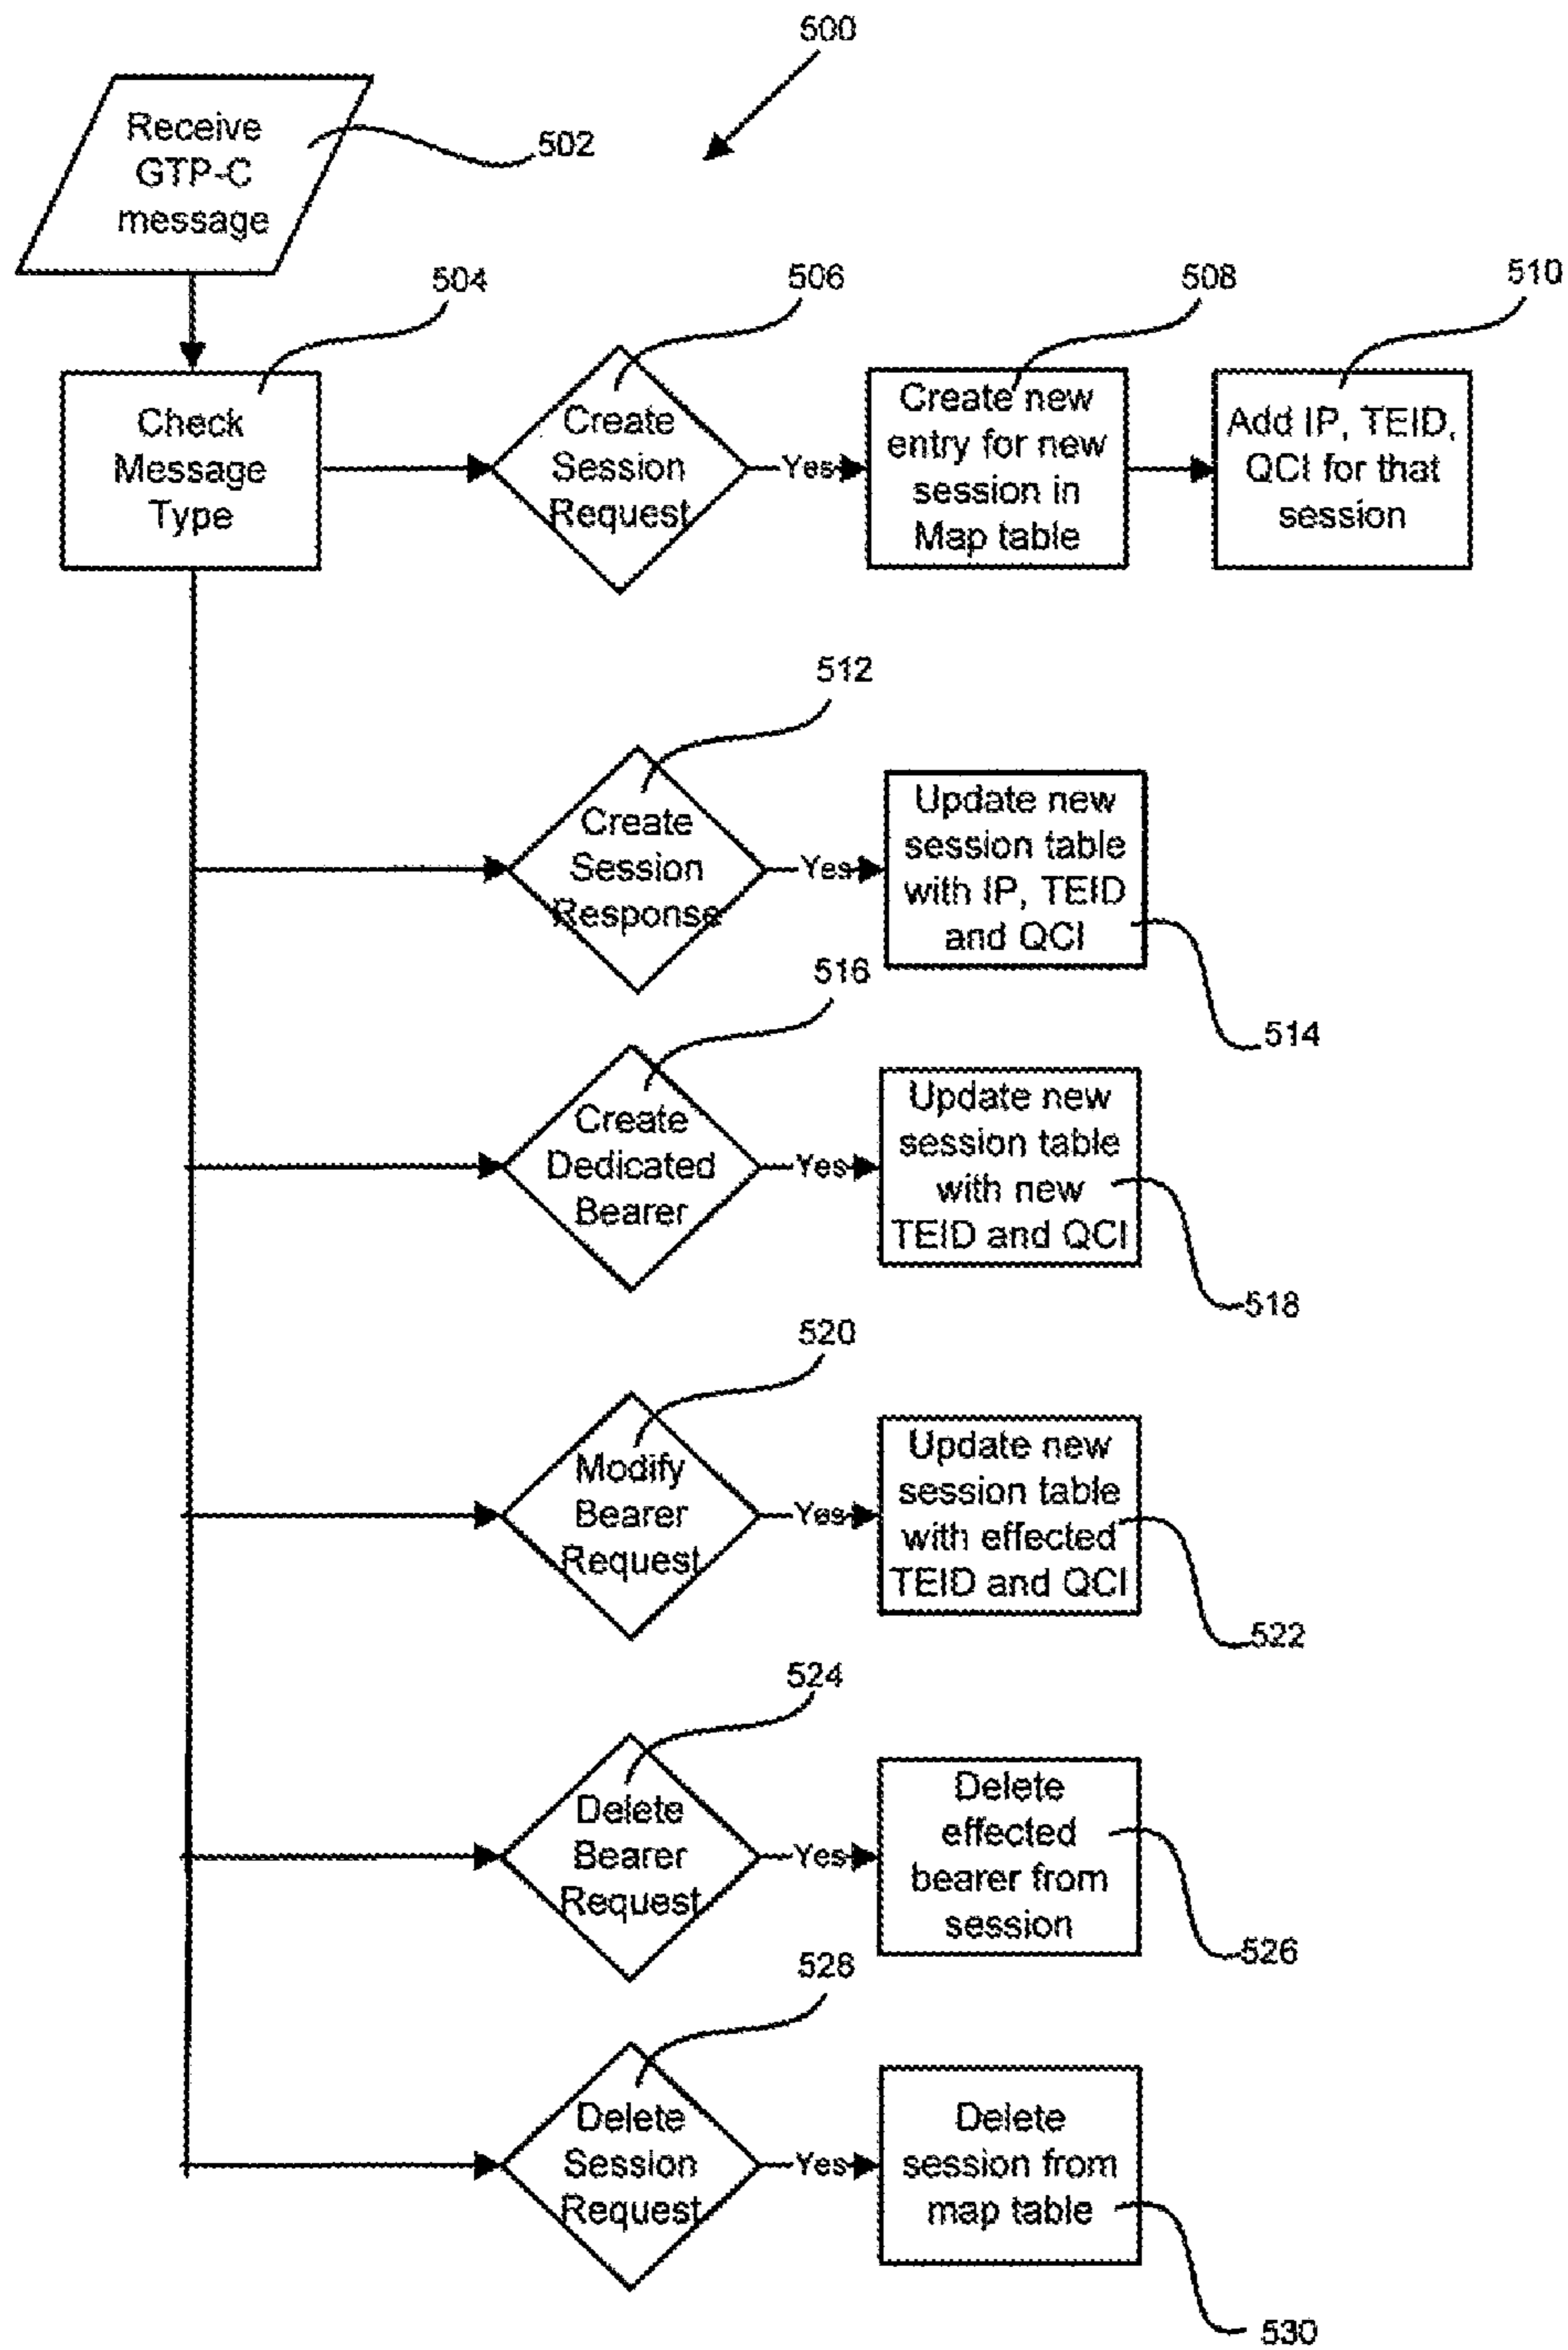 500
Receive
GTP-C
message
502
504
506
508
510
Check
Message
Type
Create
Session
Request
Yes
Create new
entry for new
session in
Map table
Add IP, TEID,
QCI for that
session
512
Create
Session
Response
Yes
Update new
session table
with IP, TEID
and QCI
514
516
Create
Dedicated
Bearer
Yes
Update new
session table
with new
TEID and QCI
518
520
Modify
Bearer
Request
Yes
Update new
session table
with effected
TEID and QCI
522
524
Delete
Bearer
Request
Yes
Delete
effected
bearer from
session
526
528
Delete
Session
Request
Yes
Delete
session from
map table
530